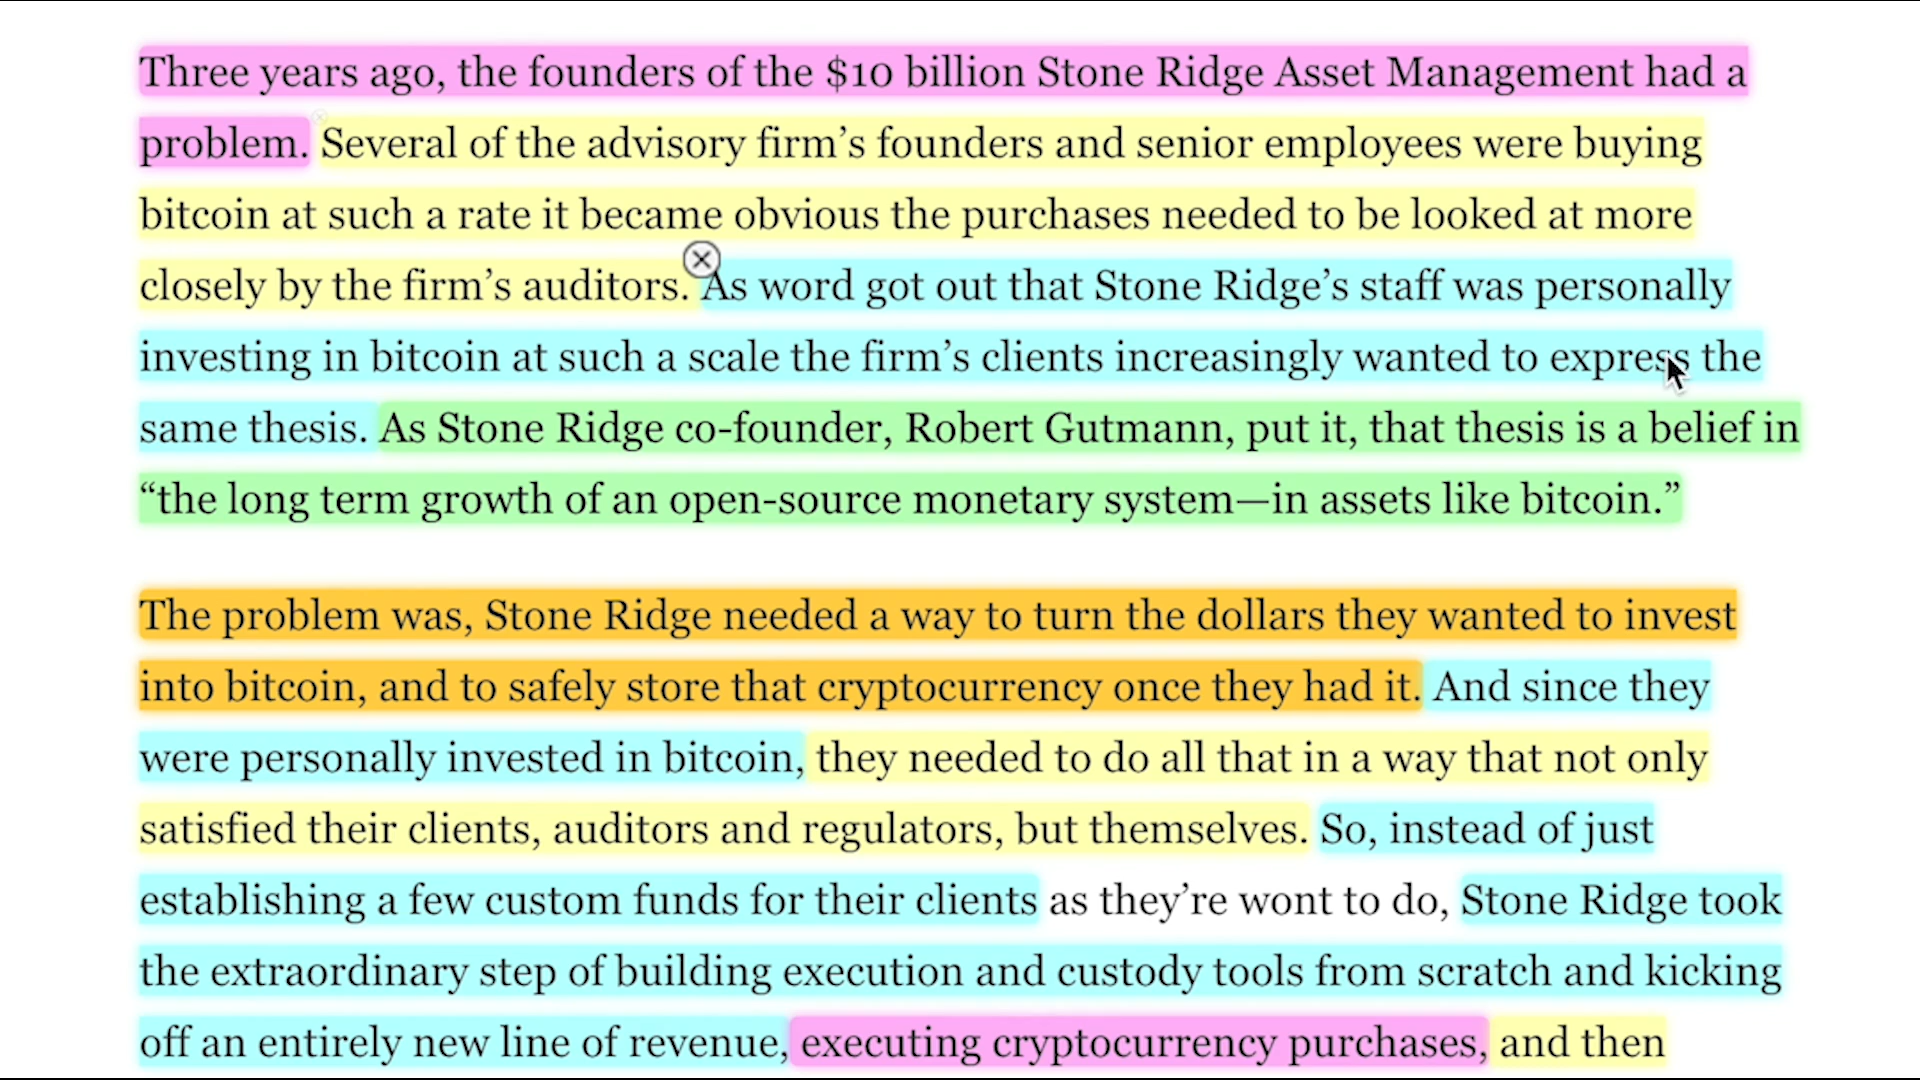 Three years ago, the founders of the $10 billion Stone Ridge Asset Management had a
problem. Several of the advisory firm’s founders and senior employees were buying
bitcoin at such a rate it became obvious the purchases needed to be looked at more
closely by the firm’s auditors. As word got out that Stone Ridge’s staff was personally
investing in bitcoin at such a scale the firm’s clients increasingly wanted to express the
same thesis. As Stone Ridge co-founder, Robert Gutmann, put it, that thesis is a belief in
“the long term growth of an open-source monetary system—in assets like bitcoin.”
The problem was, Stone Ridge needed a way to turn the dollars they wanted to invest
into bitcoin, and to safely store that cryptocurrency once they had it. And since they
were personally invested in bitcoin, they needed to do all that in a way that not only
satisfied their clients, auditors and regulators, but themselves. So, instead of just
establishing a few custom funds for their clients as they’re wont to do, Stone Ridge took
the extraordinary step of building execution and custody tools from scratch and kicking
off an entirely new line of revenue, executing cryptocurrency purchases, and then